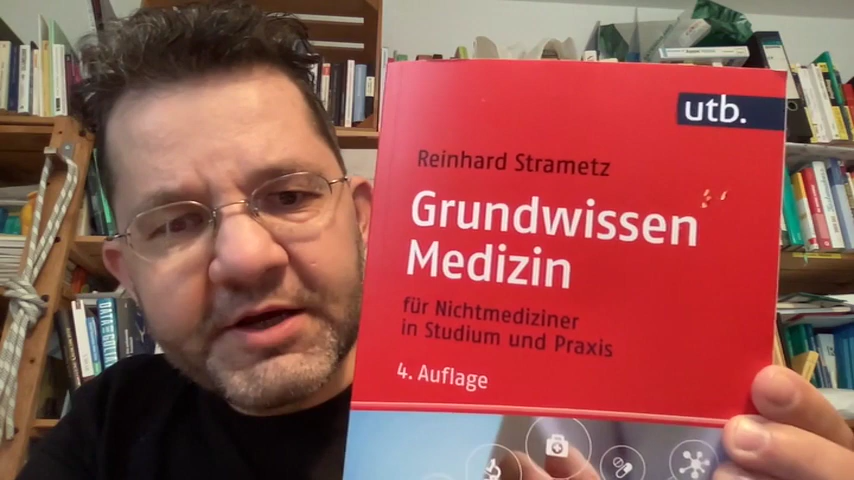 utb.
Reinhard Strametz
Grundwissen
Medizin
für Nichtmediziner
in Studium und Praxis
4. Auflage